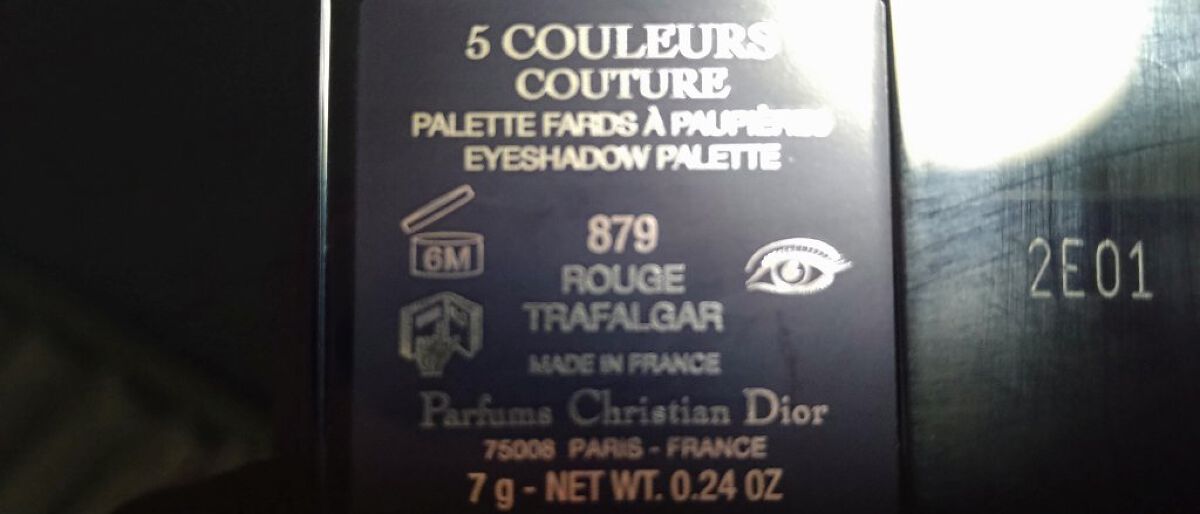 5 COULEURS
COUTURE
PALETTE FARDS À PAUPIÈRES
EYESHADOW PALETTE
6M
879
ROUGE
TRAFALGAR
MADE IN FRANCE
Parfums Christian Dior
75008 PARIS - FRANCE
7 g - NET WT. 0.24 OZ
2E01